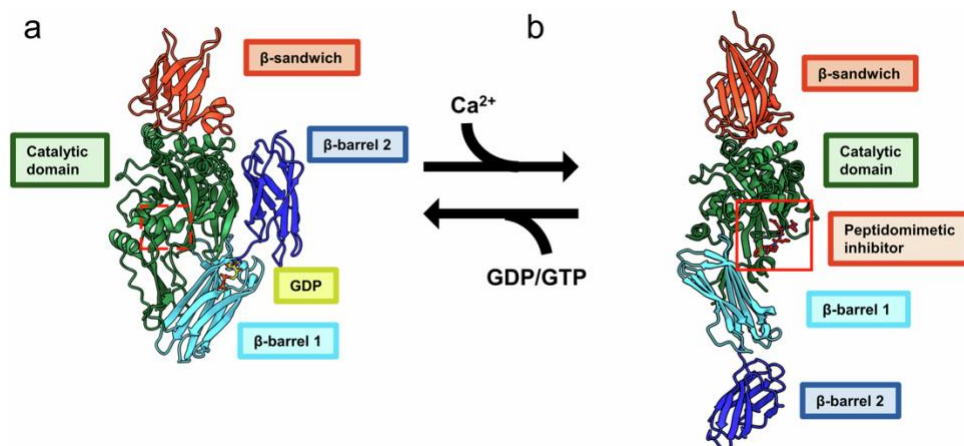 a
β-sandwich
Catalytic
domain
β-barrel 2
GDP
β-barrel 1
Ca²⁺
GDP/GTP
b
β-sandwich
Catalytic
domain
Peptidomimetic
inhibitor
β-barrel 1
β-barrel 2